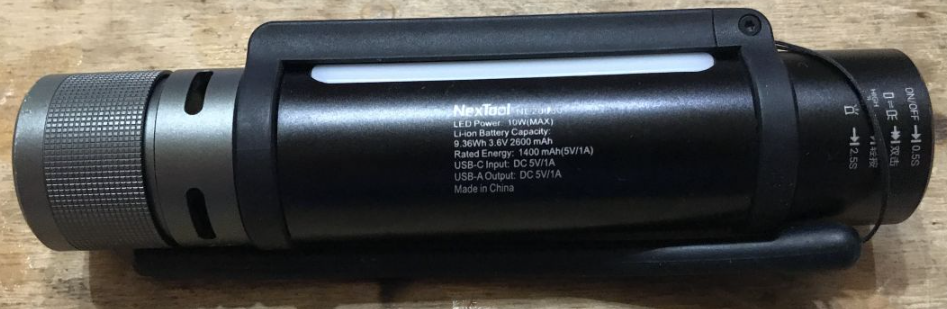 NexTool
LED Power: 10W(MAX)
Li-ion Battery Capacity:
9.36Wh 3.6V 2600 mAh
Rated Energy: 1400 mAh(5V/1A)
USB-C Input: DC 5V/1A
USB-A Output: DC 5V/1A
Made in China
ON/OFF 0.5S
双击
2.5S